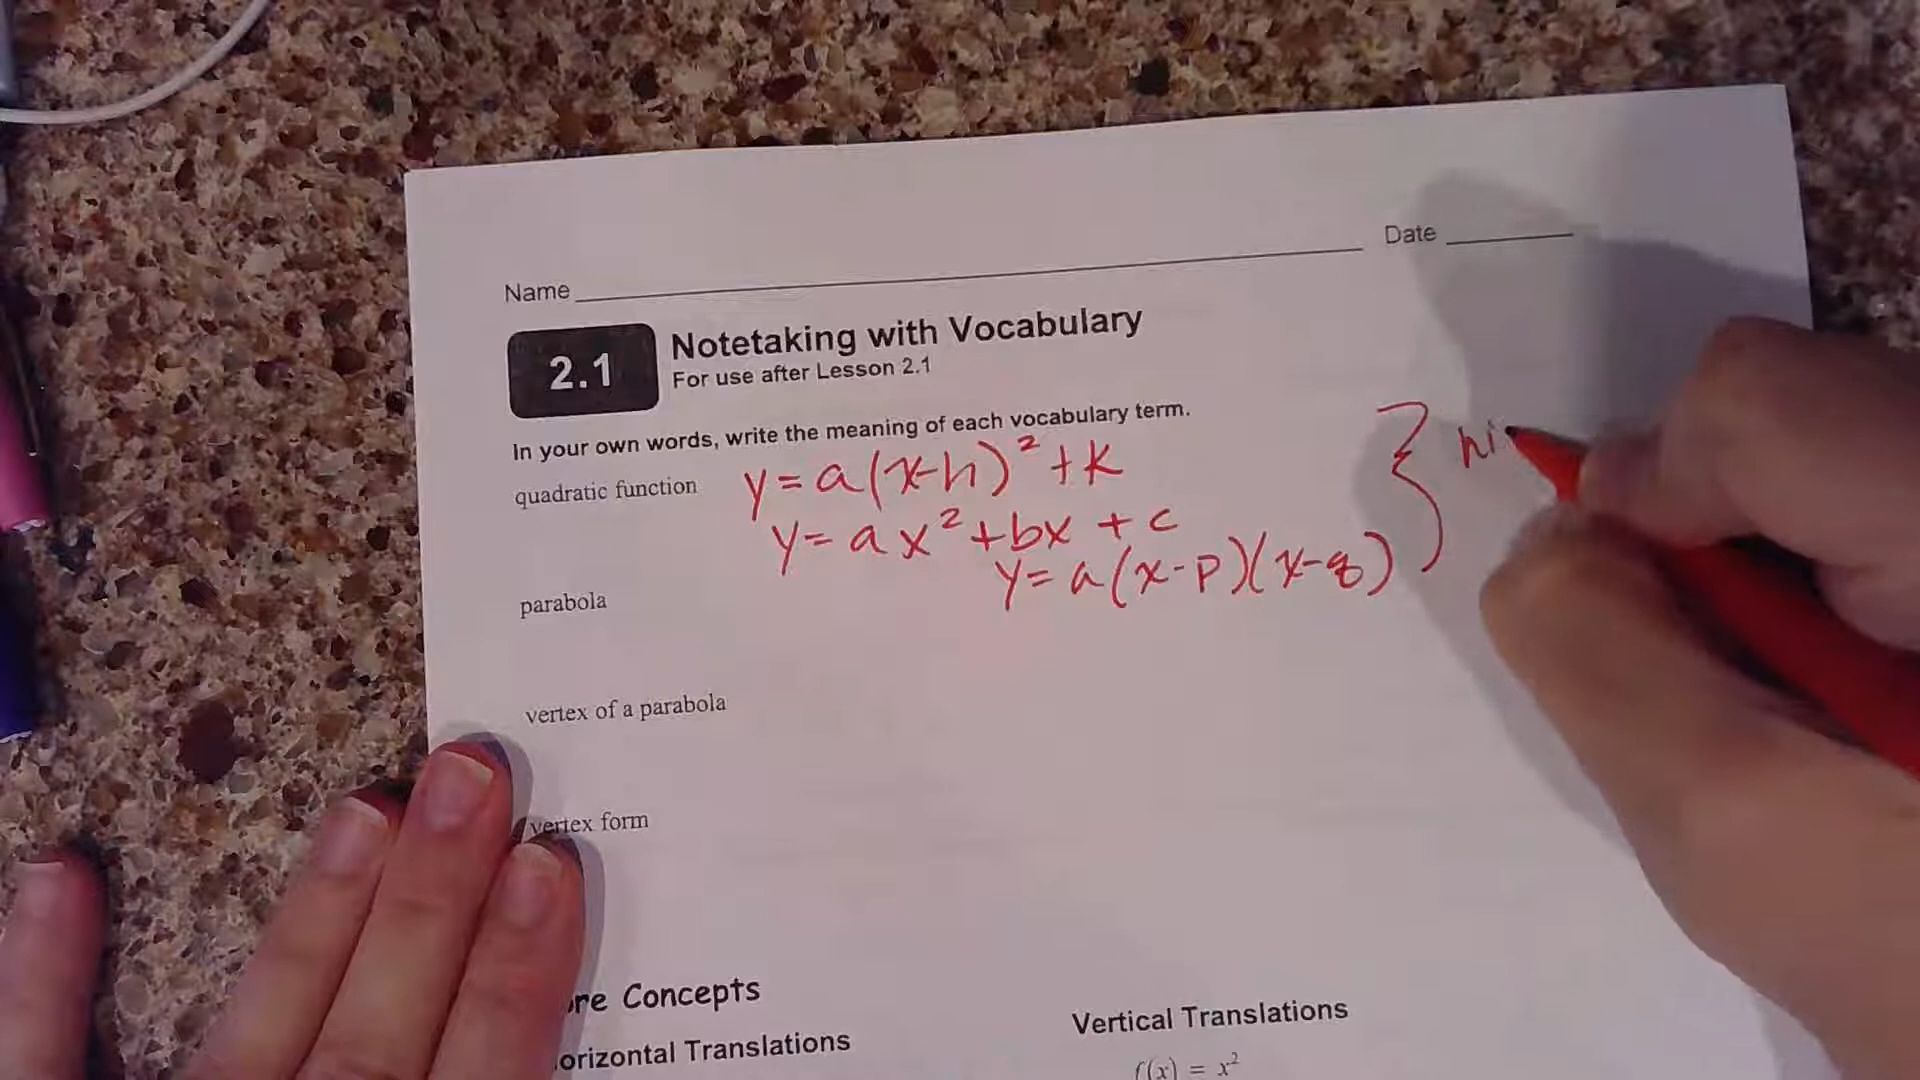 Name Date
2.1 Notetaking with Vocabulary
For use after Lesson 2.1
In your own words, write the meaning of each vocabulary term.
quadratic function y=a(x-h)²+k
y=ax²+bx+c
y=a(x-p)(x-q)
parabola
vertex of a parabola
vertex form
Concepts
Translations
Vertical Translations
f(x) = x²